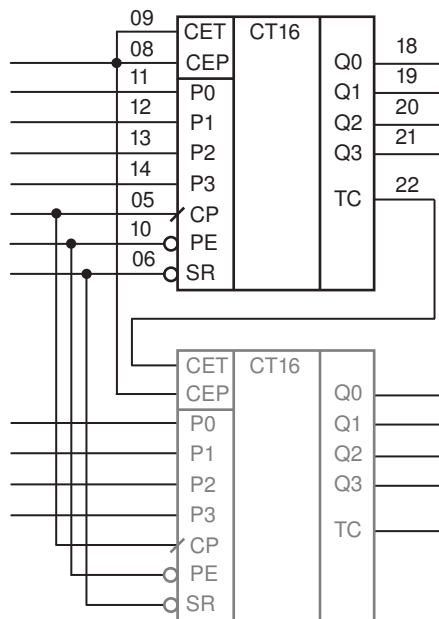 09 CET CT16
08 CEP Q0 18
11 P0 Q1 19
12 P1 Q2 20
13 P2 Q3 21
14 P3 TC 22
05 CP
10 PE
06 SR
CET CT16
CEP Q0
P0 Q1
P1 Q2
P2 Q3
P3 TC
CP
PE
SR